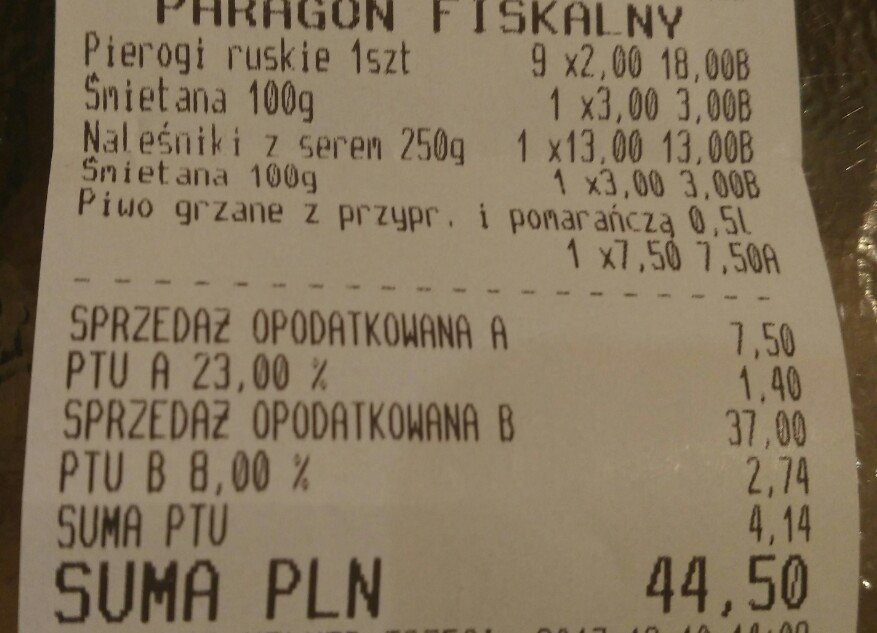 PARAGON FISKALNY
Pierogi ruskie 1szt 9 x2,00 18,00B
Śmietana 100g 1 x3,00 3,00B
Naleśniki z serem 250g 1 x13,00 13,00B
Śmietana 100g 1 x3,00 3,00B
Piwo grzane z przypr. i pomarańczą 0,5l
1 x7,50 7,50A
SPRZEDAŻ OPODATKOWANA A 7,50
PTU A 23,00 % 1,40
SPRZEDAŻ OPODATKOWANA B 37,00
PTU B 8,00 % 2,74
SUMA PTU 4,14
SUMA PLN 44,50